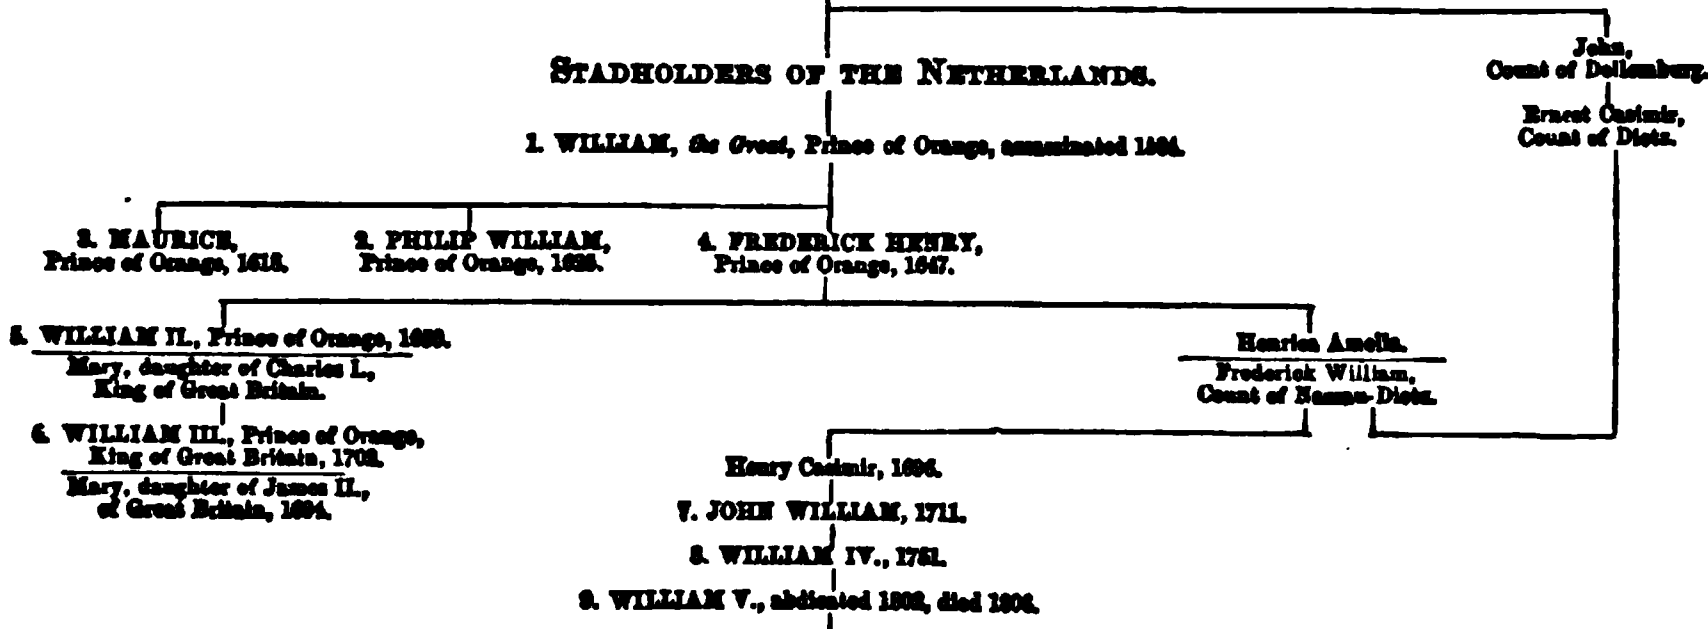 John,
Count of Dellemburg.
STADHOLDERS OF THE NETHERLANDS.
Ernest Casimir,
Count of Dietz.
1. WILLIAM, the Great, Prince of Orange, assassinated 1584.
3. MAURICE,
Prince of Orange, 1618.
2. PHILIP WILLIAM,
Prince of Orange, 1625.
4. FREDERICK HENRY,
Prince of Orange, 1647.
5. WILLIAM II., Prince of Orange, 1650.
Mary, daughter of Charles I.,
King of Great Britain.
Henrica Amelia.
Frederick William,
Count of Nassau-Dietz.
6. WILLIAM III., Prince of Orange,
King of Great Britain, 1702.
Mary, daughter of James II.,
of Great Britain, 1694.
Henry Casimir, 1696.
7. JOHN WILLIAM, 1711.
8. WILLIAM IV., 1751.
9. WILLIAM V., abdicated 1802, died 1806.